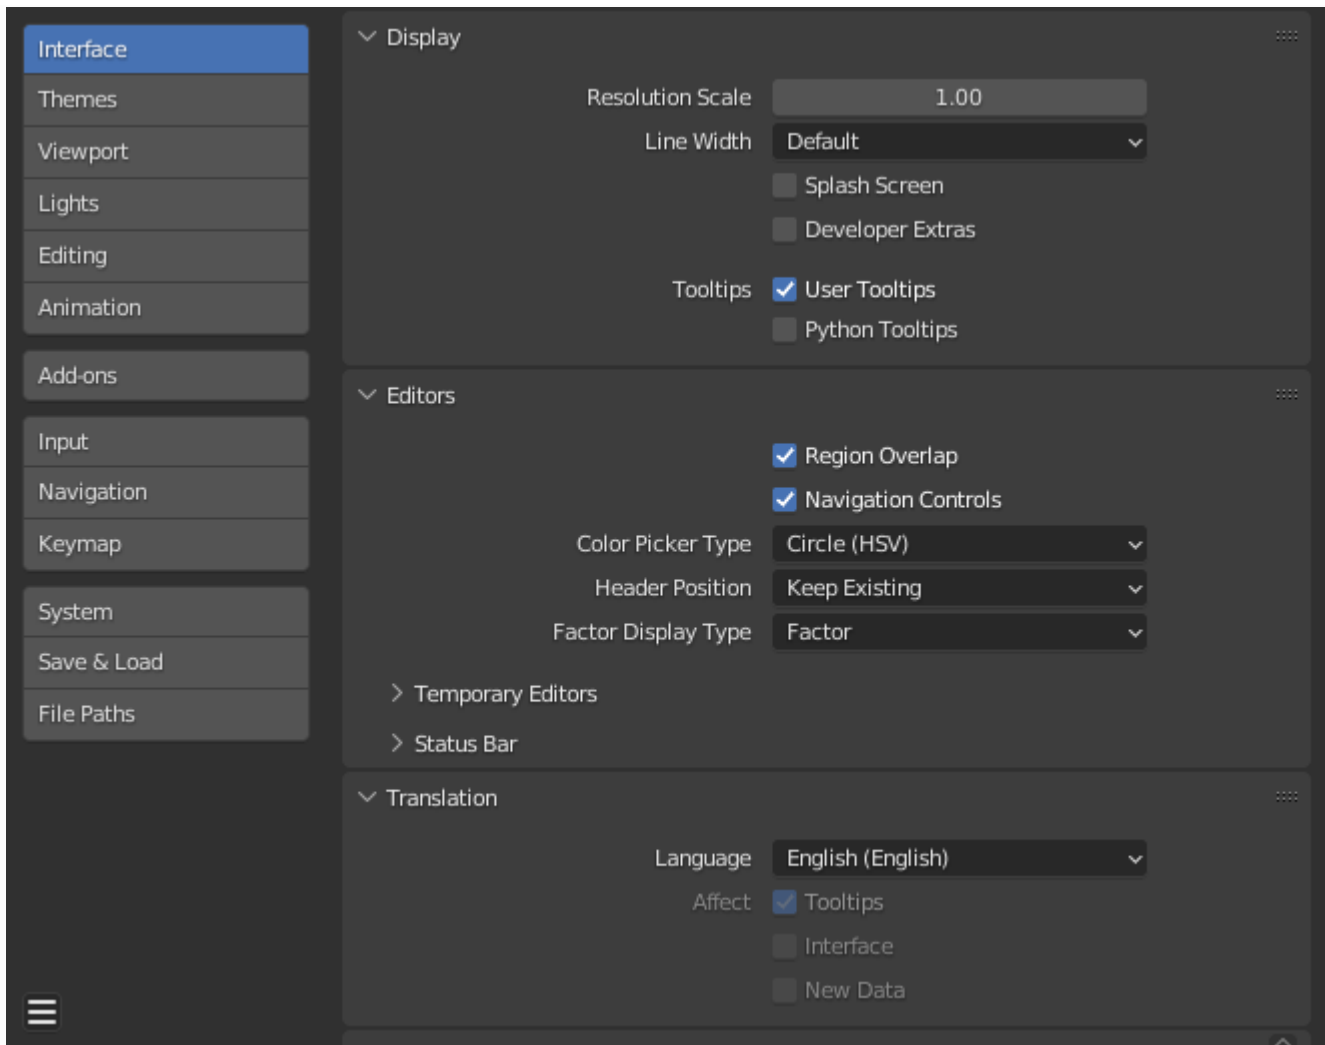 Interface
Themes
Viewport
Lights
Editing
Animation
Add-ons
Input
Navigation
Keymap
System
Save & Load
File Paths
Display
Resolution Scale 1.00
Line Width Default
Splash Screen
Developer Extras
Tooltips User Tooltips
Python Tooltips
Editors
Region Overlap
Navigation Controls
Color Picker Type Circle (HSV)
Header Position Keep Existing
Factor Display Type Factor
Temporary Editors
Status Bar
Translation
Language English (English)
Affect Tooltips
Interface
New Data